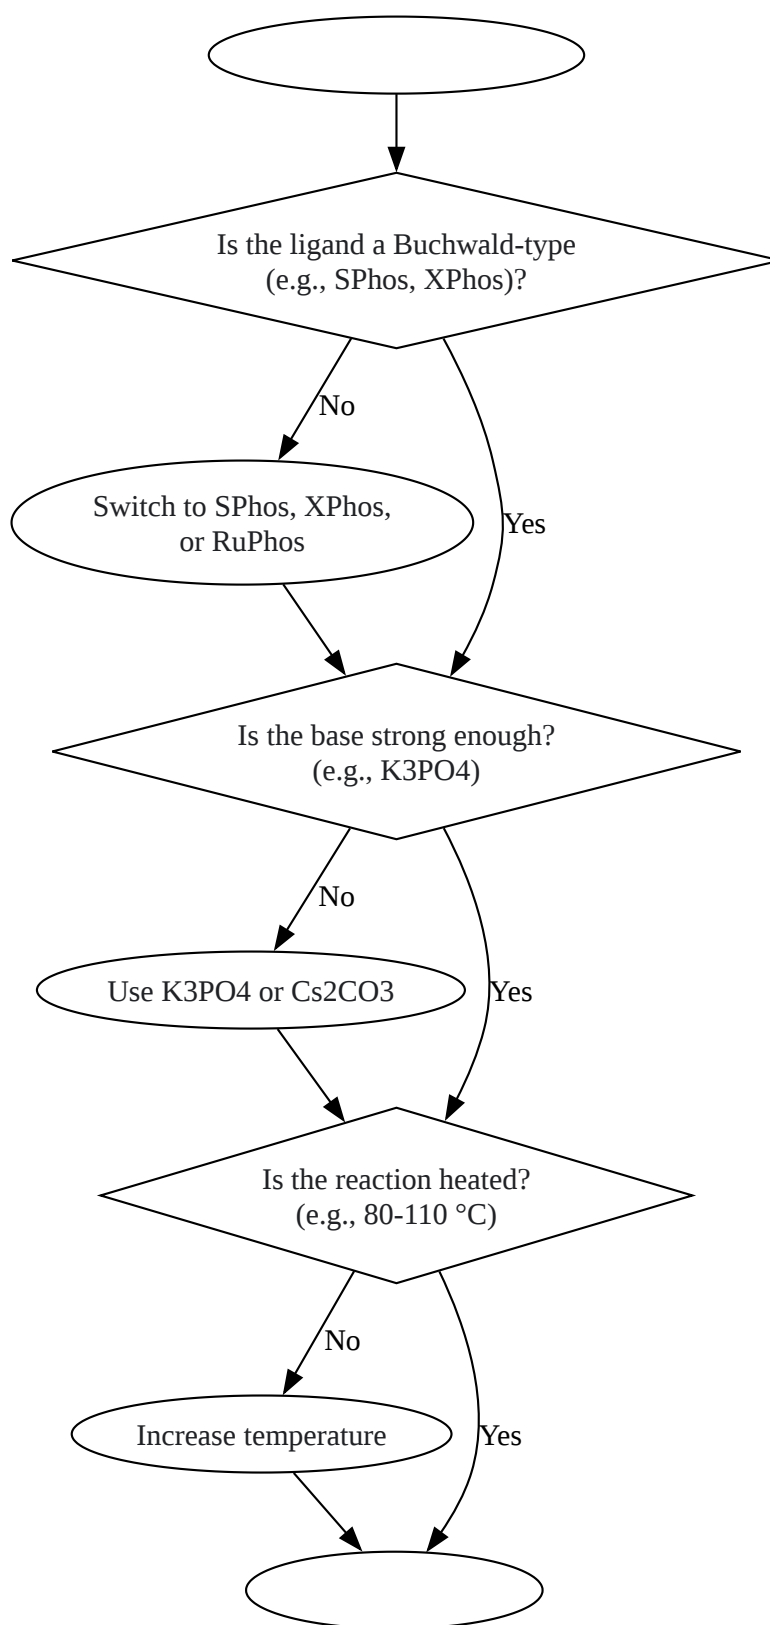 Is the ligand a Buchwald-type
(e.g., SPhos, XPhos)?
No
Switch to SPhos, XPhos,
or RuPhos
Yes
Is the base strong enough?
(e.g., K3PO4)
No
Use K3PO4 or Cs2CO3
Yes
Is the reaction heated?
(e.g., 80-110 °C)
No
Increase temperature
Yes